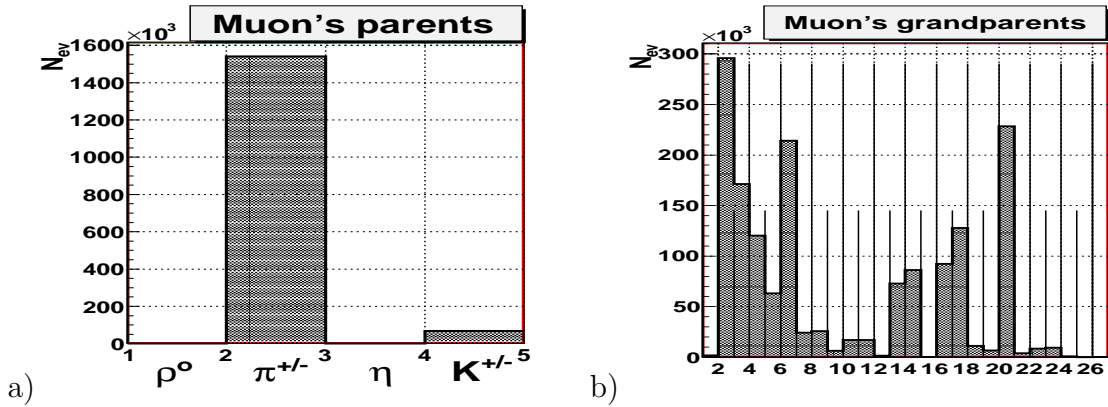 Muon's parents
×10³
N_ev
1600
1400
1200
1000
800
600
400
200
0
1 2 3 4 5
ρ⁰ π⁺/⁻ η K⁺/⁻
a)
Muon's grandparents
×10³
N_ev
300
250
200
150
100
50
0
2 4 6 8 10 12 14 16 18 20 22 24 26
b)